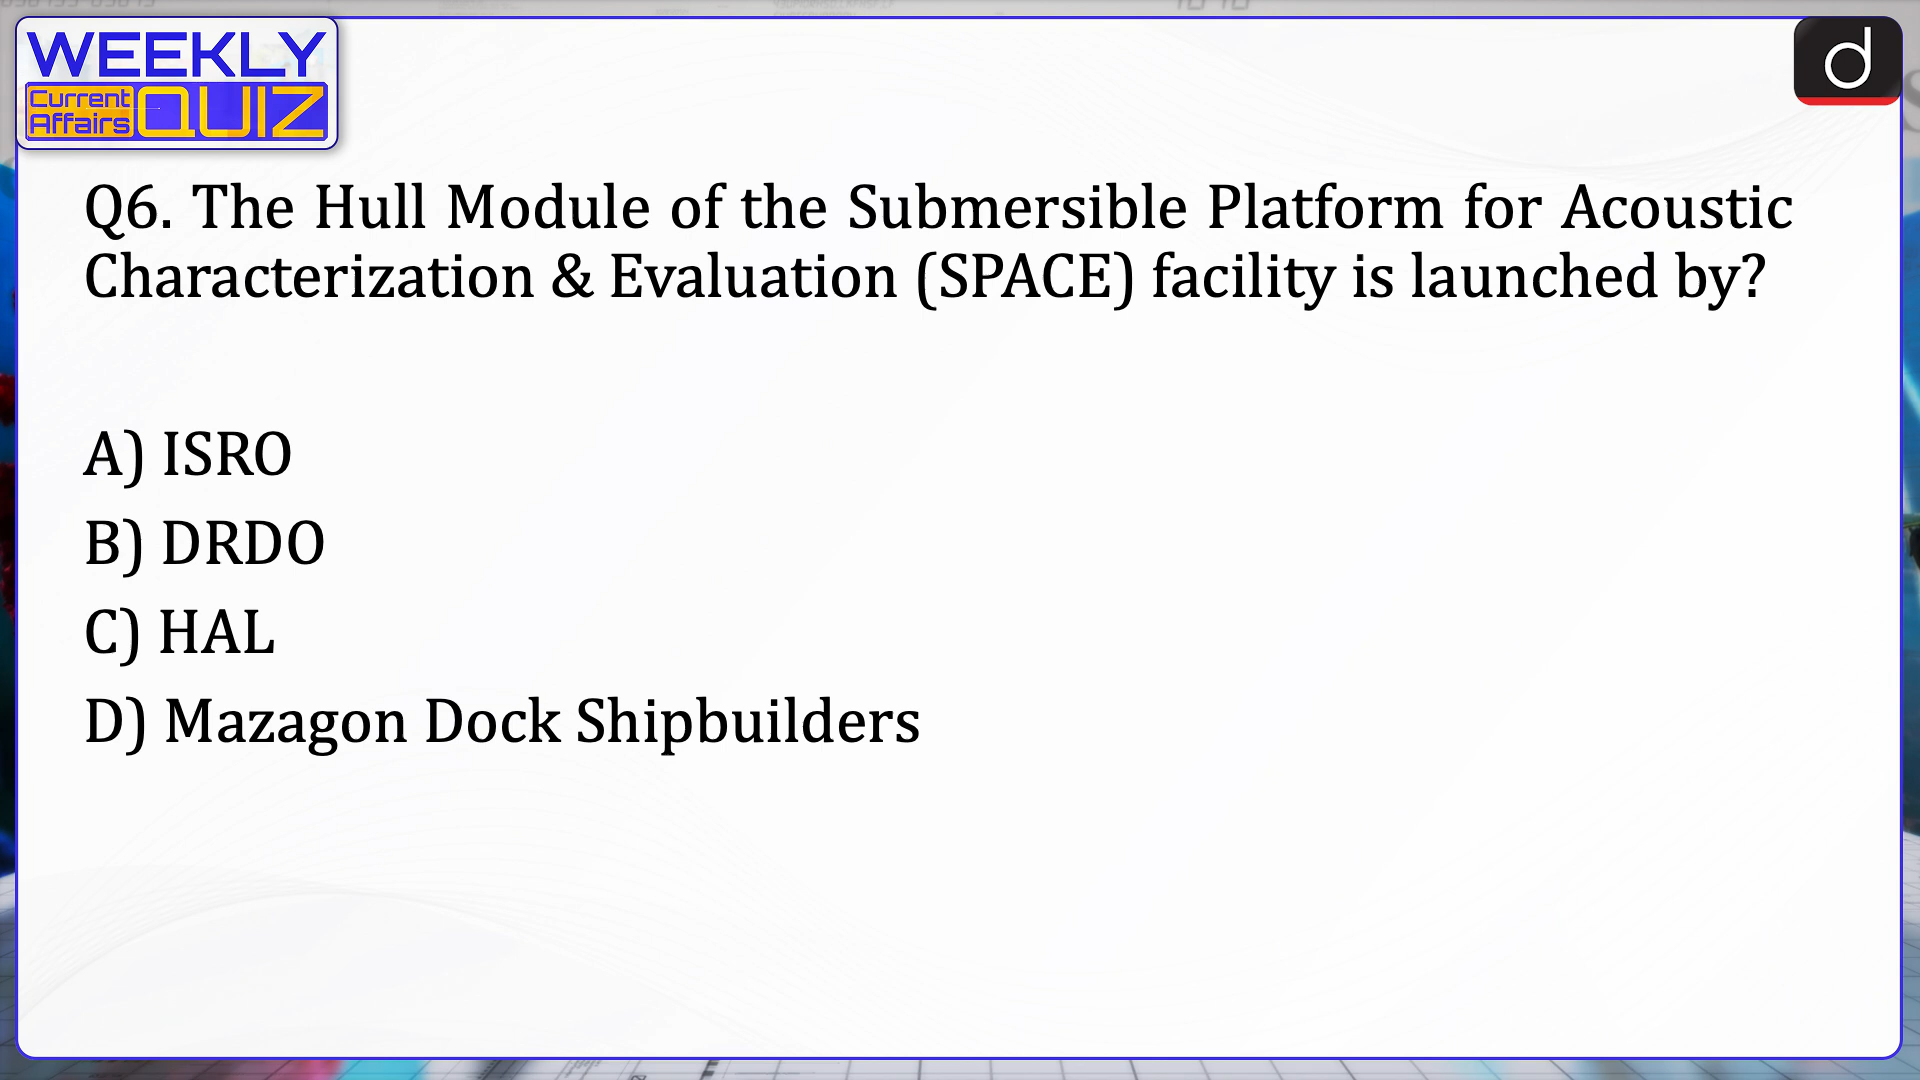 WEEKLY
Current
Affairs
QUIZ
d
Q6. The Hull Module of the Submersible Platform for Acoustic
Characterization & Evaluation (SPACE) facility is launched by?
A) ISRO
B) DRDO
C) HAL
D) Mazagon Dock Shipbuilders